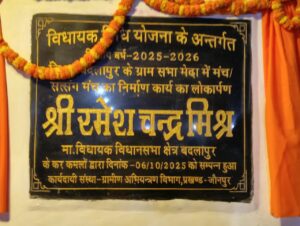 विधायक निधि योजना के अन्तर्गत
वर्ष-2025-2026
बदलापुर के ग्राम सभा मेढा में मंच/
सत्संग मंच का निर्माण कार्य का लोकार्पण
श्री रमेश चन्द्र मिश्र
मा. विधायक विधानसभा क्षेत्र बदलापुर
के कर कमलों द्वारा दिनांक -06/10/2025 को सम्पन्न हुआ
कार्यदायी संस्था-ग्रामीण अभियन्त्रण विभाग, प्रखण्ड-जौनपुर